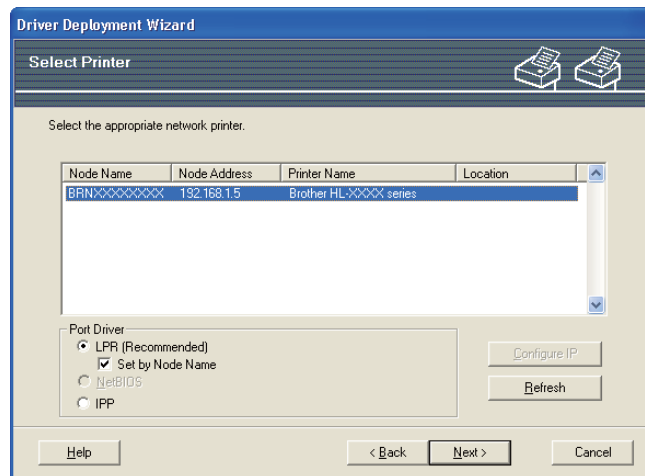 Driver Deployment Wizard
Select Printer
Select the appropriate network printer.
Node Name Node Address Printer Name Location
BRNXXXXXXXX 192.168.1.5 Brother HL-XXXX series
Port Driver
LPR (Recommended)
Set by Node Name
NetBIOS
IPP
Configure IP
Refresh
Help < Back Next > Cancel